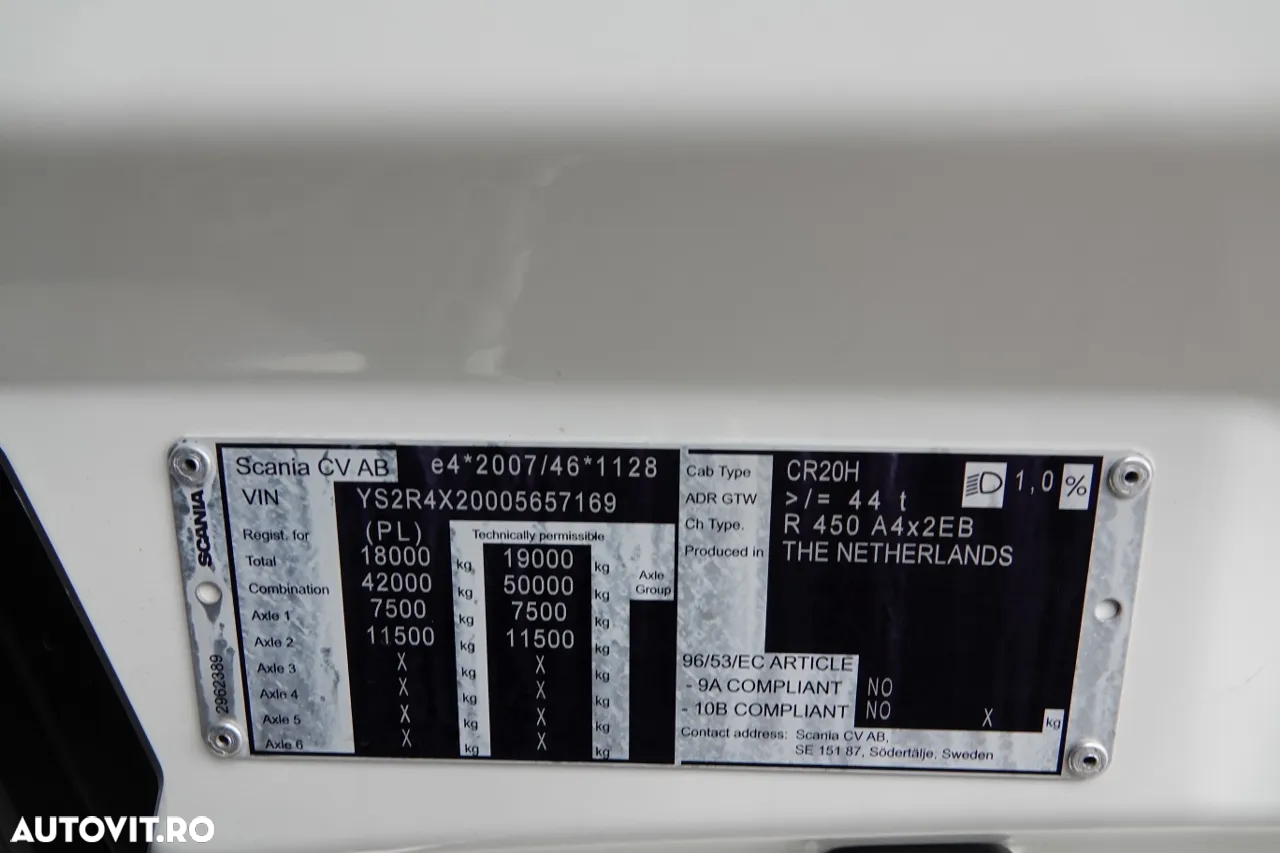 Scania CV AB e4*2007/46*1128
VIN YS2R4X20005657169
Regist. for (PL) Technically permissible
Total 18000 kg 19000 kg
Combination 42000 kg 50000 kg Axle Group
Axle 1 7500 kg 7500 kg
Axle 2 11500 kg 11500 kg
Axle 3 X kg X kg
Axle 4 X kg X kg
Axle 5 X kg X kg
Axle 6 X kg X kg
SCANIA
2962389
Cab Type CR20H 1,0 %
ADR GTW >/= 44 t
Ch Type. R 450 A4x2EB
Produced in THE NETHERLANDS
96/53/EC ARTICLE
- 9A COMPLIANT NO
- 10B COMPLIANT NO X kg
Contact address: Scania CV AB,
SE 151 87, Södertälje, Sweden
AUTOVIT.RO